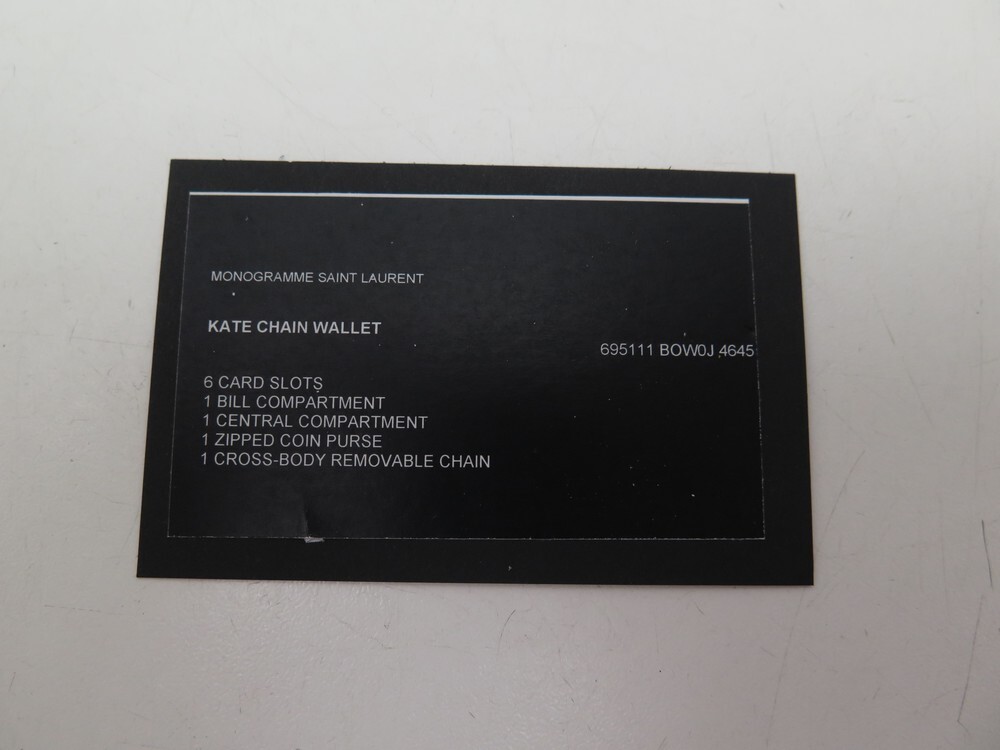 MONOGRAMME SAINT LAURENT
KATE CHAIN WALLET
695111 BOW0J 4645
6 CARD SLOTS
1 BILL COMPARTMENT
1 CENTRAL COMPARTMENT
1 ZIPPED COIN PURSE
1 CROSS-BODY REMOVABLE CHAIN